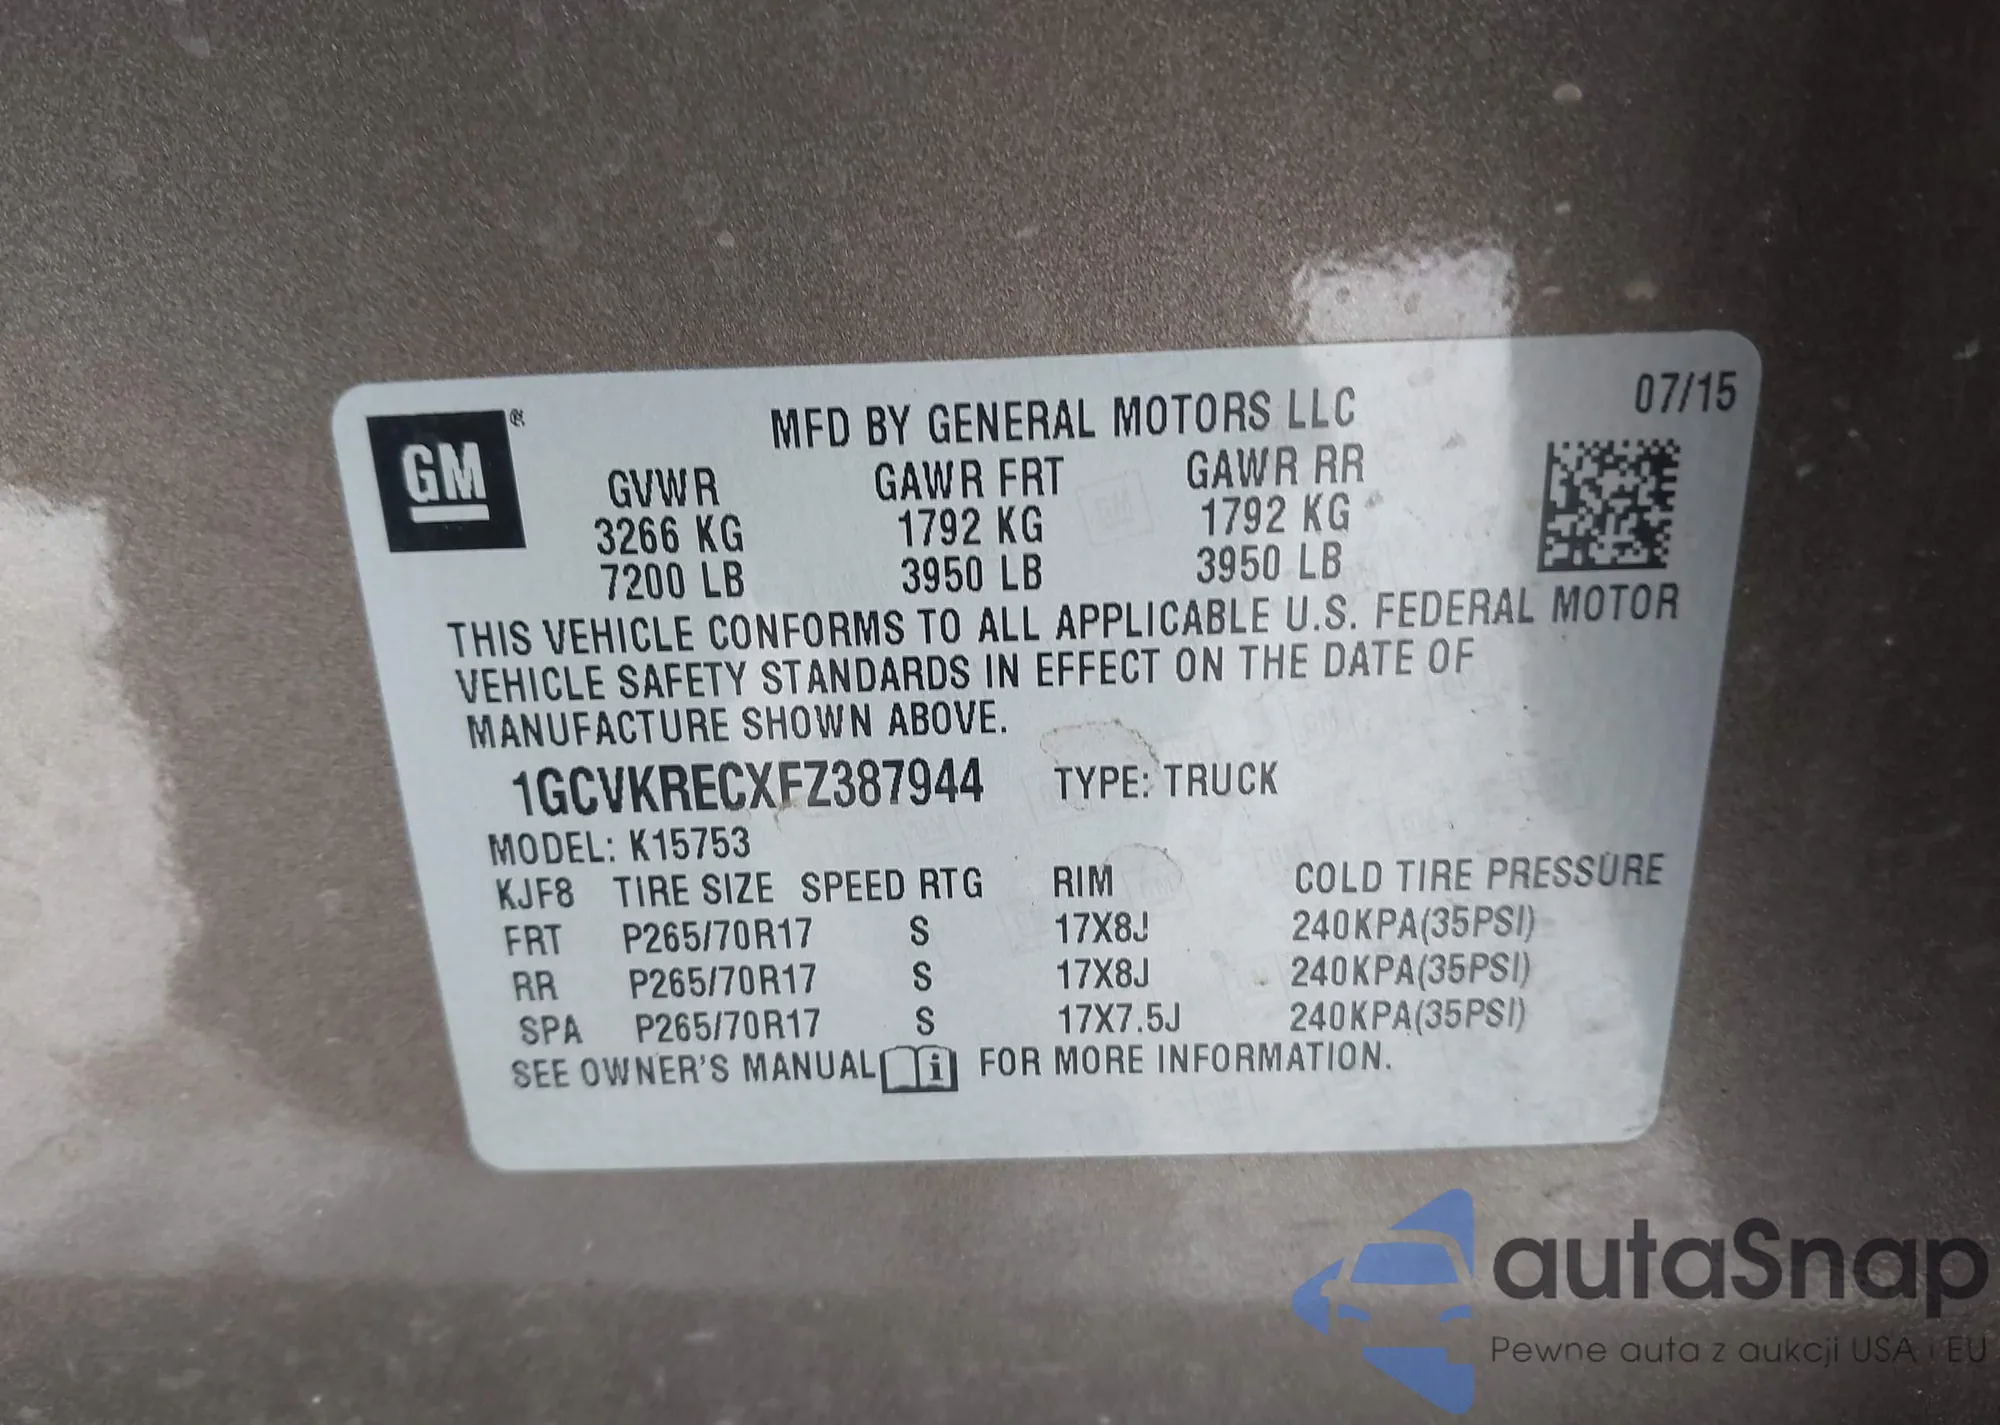 GM ®
MFD BY GENERAL MOTORS LLC
07/15
GVWR GAWR FRT GAWR RR
3266 KG 1792 KG 1792 KG
7200 LB 3950 LB 3950 LB
THIS VEHICLE CONFORMS TO ALL APPLICABLE U.S. FEDERAL MOTOR
VEHICLE SAFETY STANDARDS IN EFFECT ON THE DATE OF
MANUFACTURE SHOWN ABOVE.
1GCVKRECXFZ387944 TYPE: TRUCK
MODEL: K15753
KJF8 TIRE SIZE SPEED RTG RIM COLD TIRE PRESSURE
FRT P265/70R17 S 17X8J 240KPA(35PSI)
RR P265/70R17 S 17X8J 240KPA(35PSI)
SPA P265/70R17 S 17X7.5J 240KPA(35PSI)
SEE OWNER'S MANUAL i FOR MORE INFORMATION.
autaSnap
Pewne auta z aukcji USA i EU